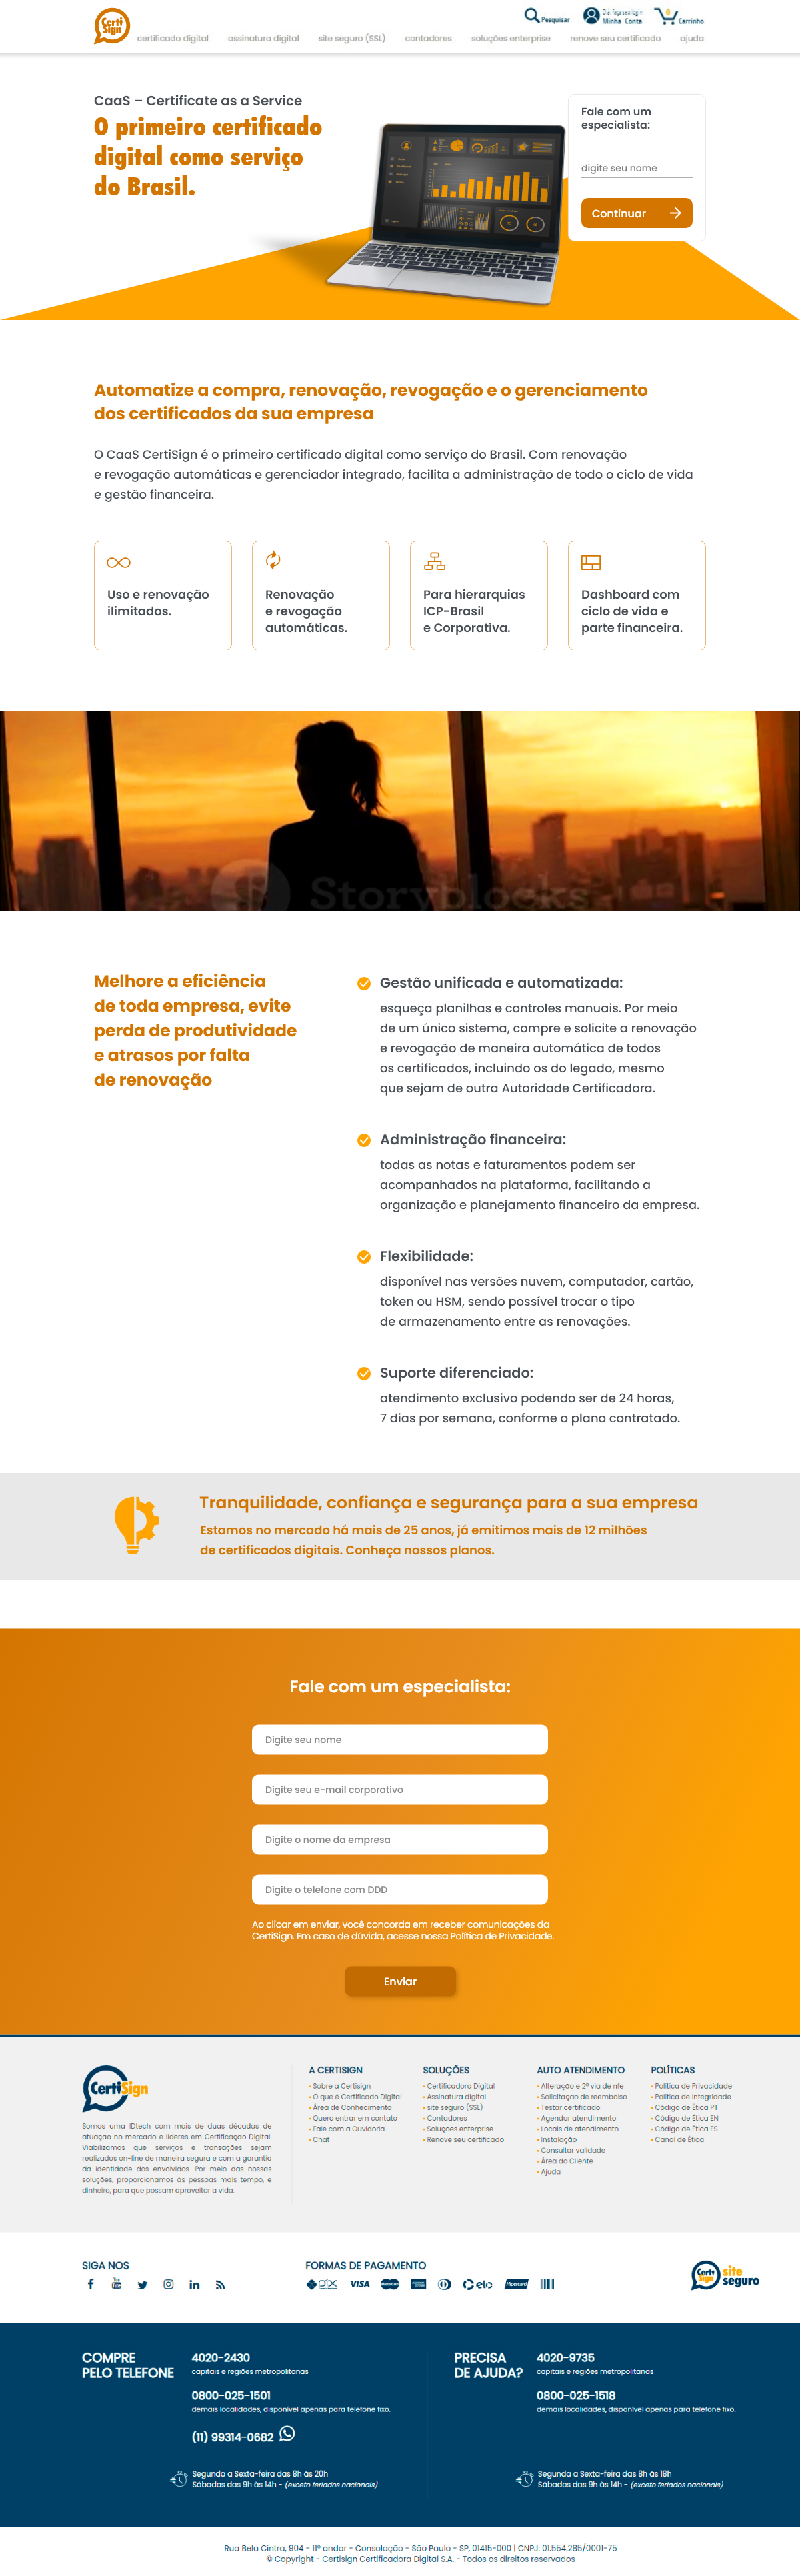 Certi
Sign
Pesquisar
Olá, faça seu login
Minha Conta
0
Carrinho
certificado digital
assinatura digital
site seguro (SSL)
contadores
soluções enterprise
renove seu certificado
ajuda
CaaS – Certificate as a Service
O primeiro certificado
digital como serviço
do Brasil.
Fale com um
especialista:
digite seu nome
Continuar
Automatize a compra, renovação, revogação e o gerenciamento
dos certificados da sua empresa
O CaaS CertiSign é o primeiro certificado digital como serviço do Brasil. Com renovação
e revogação automáticas e gerenciador integrado, facilita a administração de todo o ciclo de vida
e gestão financeira.
Uso e renovação
ilimitados.
Renovação
e revogação
automáticas.
Para hierarquias
ICP-Brasil
e Corporativa.
Dashboard com
ciclo de vida e
parte financeira.
Storyblocks
Melhore a eficiência
de toda empresa, evite
perda de produtividade
e atrasos por falta
de renovação
Gestão unificada e automatizada:
esqueça planilhas e controles manuais. Por meio
de um único sistema, compre e solicite a renovação
e revogação de maneira automática de todos
os certificados, incluindo os do legado, mesmo
que sejam de outra Autoridade Certificadora.
Administração financeira:
todas as notas e faturamentos podem ser
acompanhados na plataforma, facilitando a
organização e planejamento financeiro da empresa.
Flexibilidade:
disponível nas versões nuvem, computador, cartão,
token ou HSM, sendo possível trocar o tipo
de armazenamento entre as renovações.
Suporte diferenciado:
atendimento exclusivo podendo ser de 24 horas,
7 dias por semana, conforme o plano contratado.
Tranquilidade, confiança e segurança para a sua empresa
Estamos no mercado há mais de 25 anos, já emitimos mais de 12 milhões
de certificados digitais. Conheça nossos planos.
Fale com um especialista:
Digite seu nome
Digite seu e-mail corporativo
Digite o nome da empresa
Digite o telefone com DDD
Ao clicar em enviar, você concorda em receber comunicações da
CertiSign. Em caso de dúvida, acesse nossa Política de Privacidade.
Enviar
CertiSign
Somos uma IDtech com mais de duas décadas de
atuação no mercado e líderes em Certificação Digital.
Viabilizamos que serviços e transações sejam
realizados on-line de maneira segura e com a garantia
da identidade dos envolvidos. Por meio das nossas
soluções, proporcionamos às pessoas mais tempo, e
dinheiro, para que possam aproveitar a vida.
A CERTISIGN
• Sobre a Certisign
• O que é Certificado Digital
• Área de Conhecimento
• Quero entrar em contato
• Fale com a Ouvidoria
• Chat
SOLUÇÕES
• Certificadora Digital
• Assinatura digital
• site seguro (SSL)
• Contadores
• Soluções enterprise
• Renove seu certificado
AUTO ATENDIMENTO
• Alteração e 2ª via de nfe
• Solicitação de reembolso
• Testar certificado
• Agendar atendimento
• Locais de atendimento
• Instalação
• Consultar validade
• Área do Cliente
• Ajuda
POLÍTICAS
• Política de Privacidade
• Política de Integridade
• Código de Ética PT
• Código de Ética EN
• Código de Ética ES
• Canal de Ética
SIGA NOS
FORMAS DE PAGAMENTO
pix
VISA
elo
Hipercard
Certi
Sign
site
seguro
COMPRE
PELO TELEFONE
4020-2430
capitais e regiões metropolitanas
0800-025-1501
demais localidades, disponível apenas para telefone fixo.
(11) 99314-0682
Segunda a Sexta-feira das 8h às 20h
Sábados das 9h às 14h - (exceto feriados nacionais)
PRECISA
DE AJUDA?
4020-9735
capitais e regiões metropolitanas
0800-025-1518
demais localidades, disponível apenas para telefone fixo.
Segunda a Sexta-feira das 8h às 18h
Sábados das 9h às 14h - (exceto feriados nacionais)
Rua Bela Cintra, 904 - 11º andar - Consolação - São Paulo - SP, 01415-000 | CNPJ: 01.554.285/0001-75
© Copyright - Certisign Certificadora Digital S.A. - Todos os direitos reservados